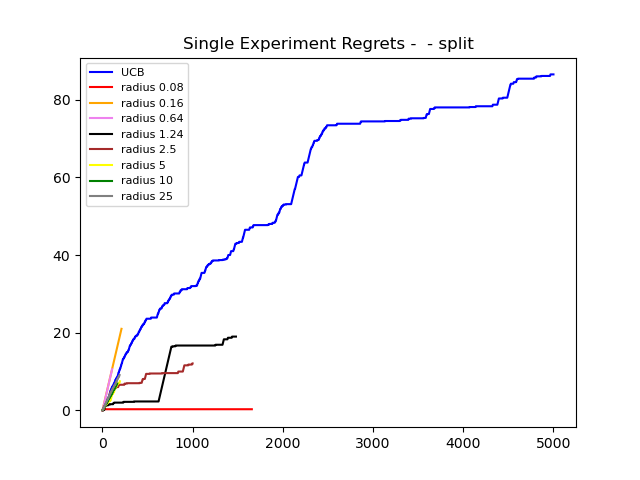 Single Experiment Regrets -  - split
UCB
radius 0.08
radius 0.16
radius 0.64
radius 1.24
radius 2.5
radius 5
radius 10
radius 25
80
60
40
20
0
0 1000 2000 3000 4000 5000